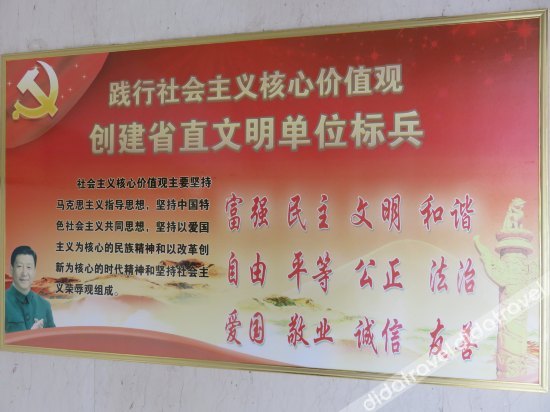 践行社会主义核心价值观
创建省直文明单位标兵
社会主义核心价值观主要坚持
马克思主义指导思想，坚持中国特
色社会主义共同思想，坚持以爱国
主义为核心的民族精神和以改革创
新为核心的时代精神和坚持社会主
义荣辱观组成。
富强 民主 文明 和谐
自由 平等 公正 法治
爱国 敬业 诚信 友善
didatravel
didatravel